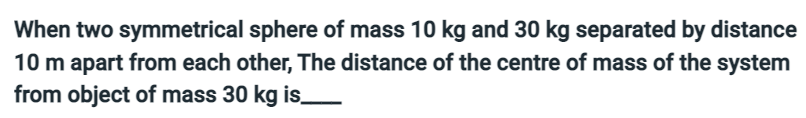 When two symmetrical sphere of mass 10 kg and 30 kg separated by distance
10 m apart from each other, The distance of the centre of mass of the system
from object of mass 30 kg is____